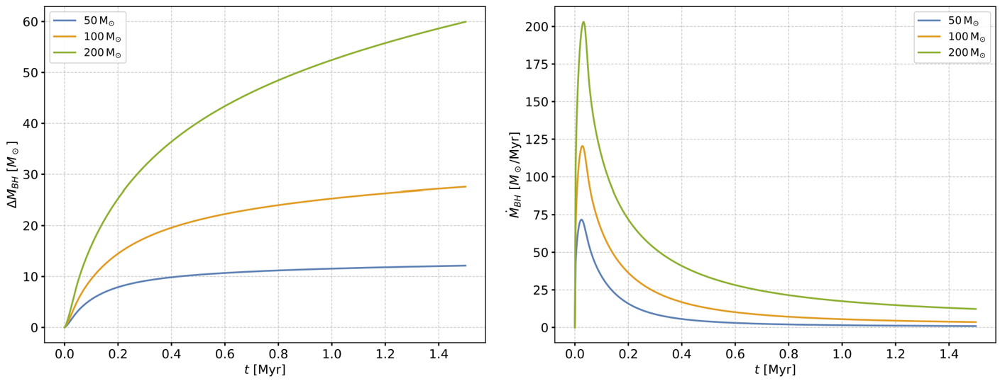 60
50
40
30
20
10
0
ΔM_BH [M_⊙]
50 M_⊙
100 M_⊙
200 M_⊙
0.0 0.2 0.4 0.6 0.8 1.0 1.2 1.4
t [Myr]
200
175
150
125
100
75
50
25
0
Ṁ_BH [M_⊙/Myr]
50 M_⊙
100 M_⊙
200 M_⊙
0.0 0.2 0.4 0.6 0.8 1.0 1.2 1.4
t [Myr]